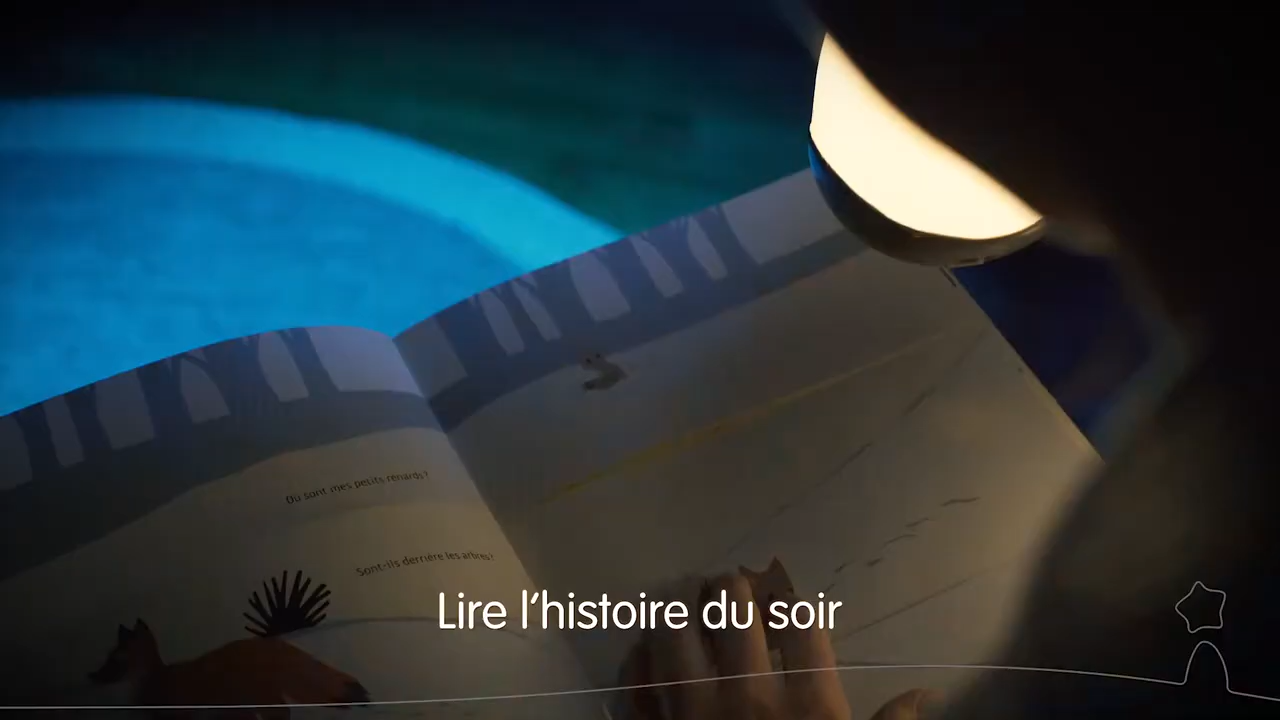 Où sont mes petits renards?
Sont-ils derrière les arbres?
Lire l'histoire du soir